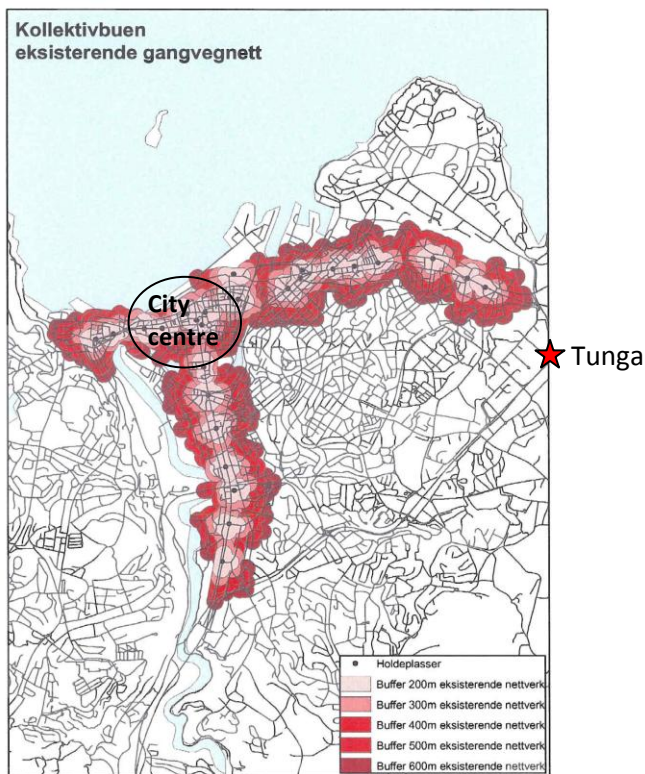 Kollektivbuen
eksisterende gangvegnett
City
centre
Tunga
Holdeplasser
Buffer 200m eksisterende nettverk
Buffer 300m eksisterende nettverk
Buffer 400m eksisterende nettverk
Buffer 500m eksisterende nettverk
Buffer 600m eksisterende nettverk